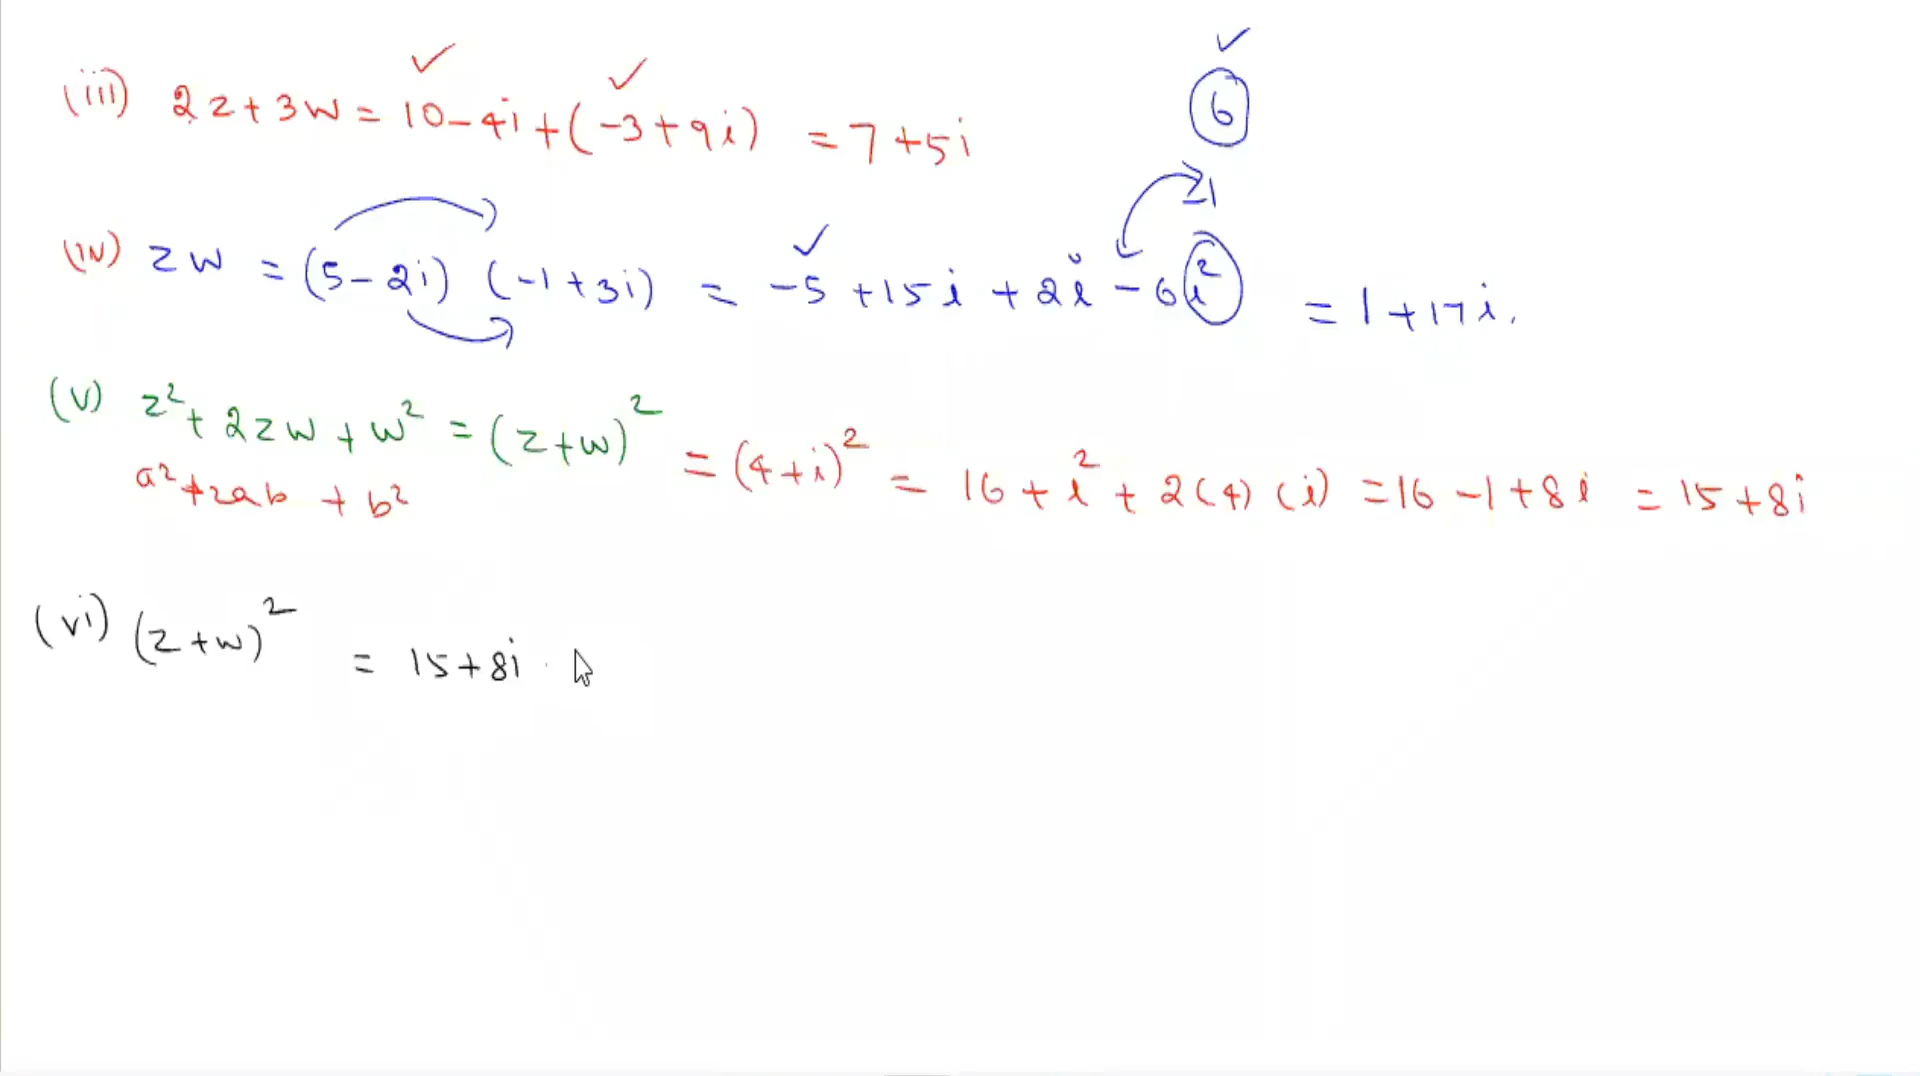 6
-1
(iii) 2z+3w = 10-4i+(-3+9i) = 7+5i
(iv) zw = (5-2i) (-1+3i) = -5+15i+2i-6i² = 1+17i.
(v) z²+2zw+w² = (z+w)² = (4+i)² = 16+i²+2(4)(i) = 16-1+8i = 15+8i
a²+2ab+b²
(vi) (z+w)² = 15+8i